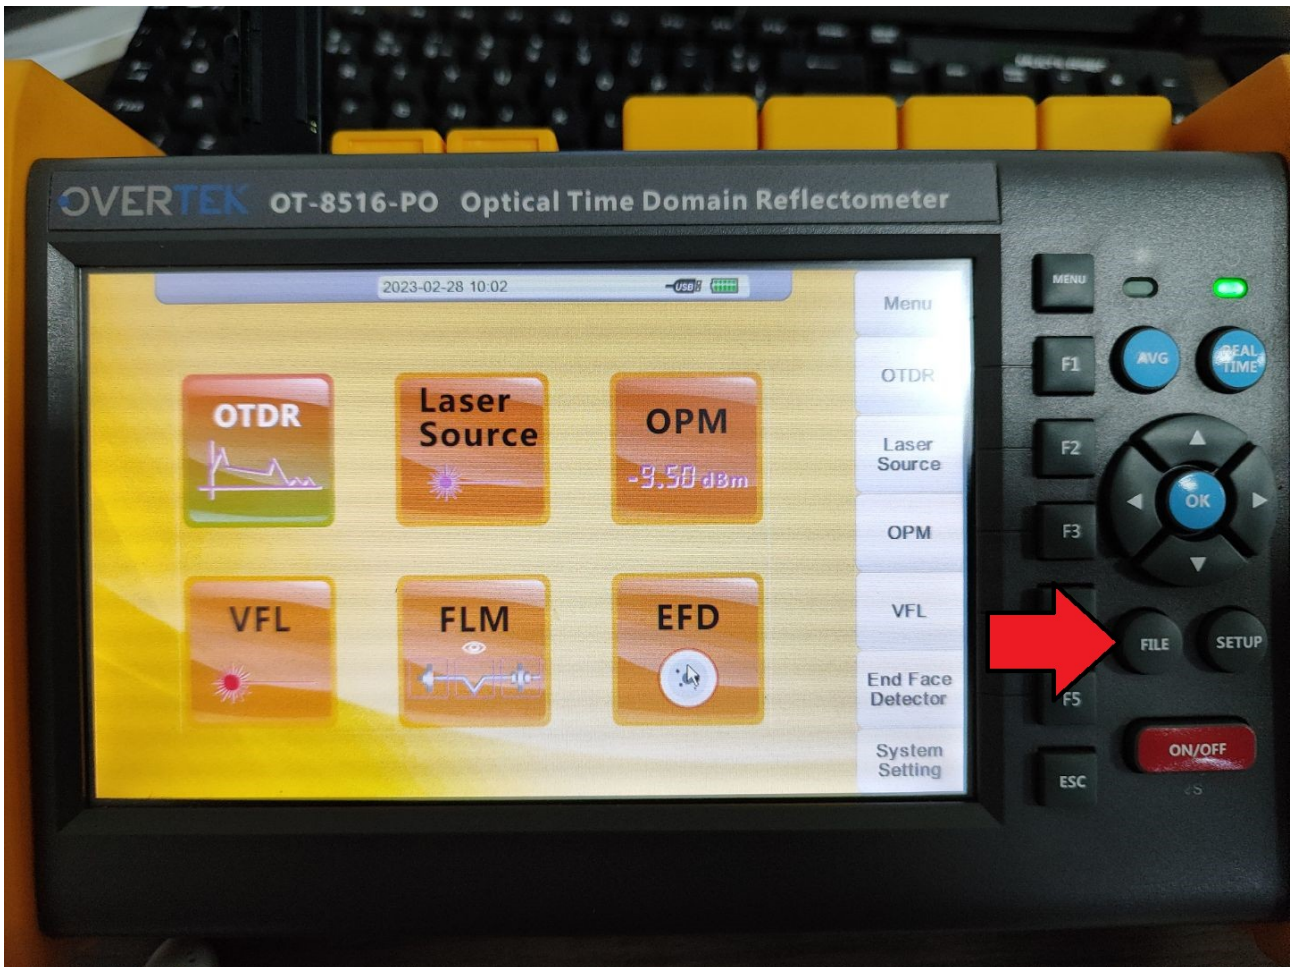 OVERTEK OT-8516-PO Optical Time Domain Reflectometer
2023-02-28 10:02
USB
Menu
OTDR
Laser
Source
OPM
VFL
End Face
Detector
System
Setting
OTDR
Laser
Source
OPM
-9.50 dBm
VFL
FLM
EFD
MENU
F1
F2
F3
F5
ESC
AVG
REAL
TIME
OK
FILE
SETUP
ON/OFF